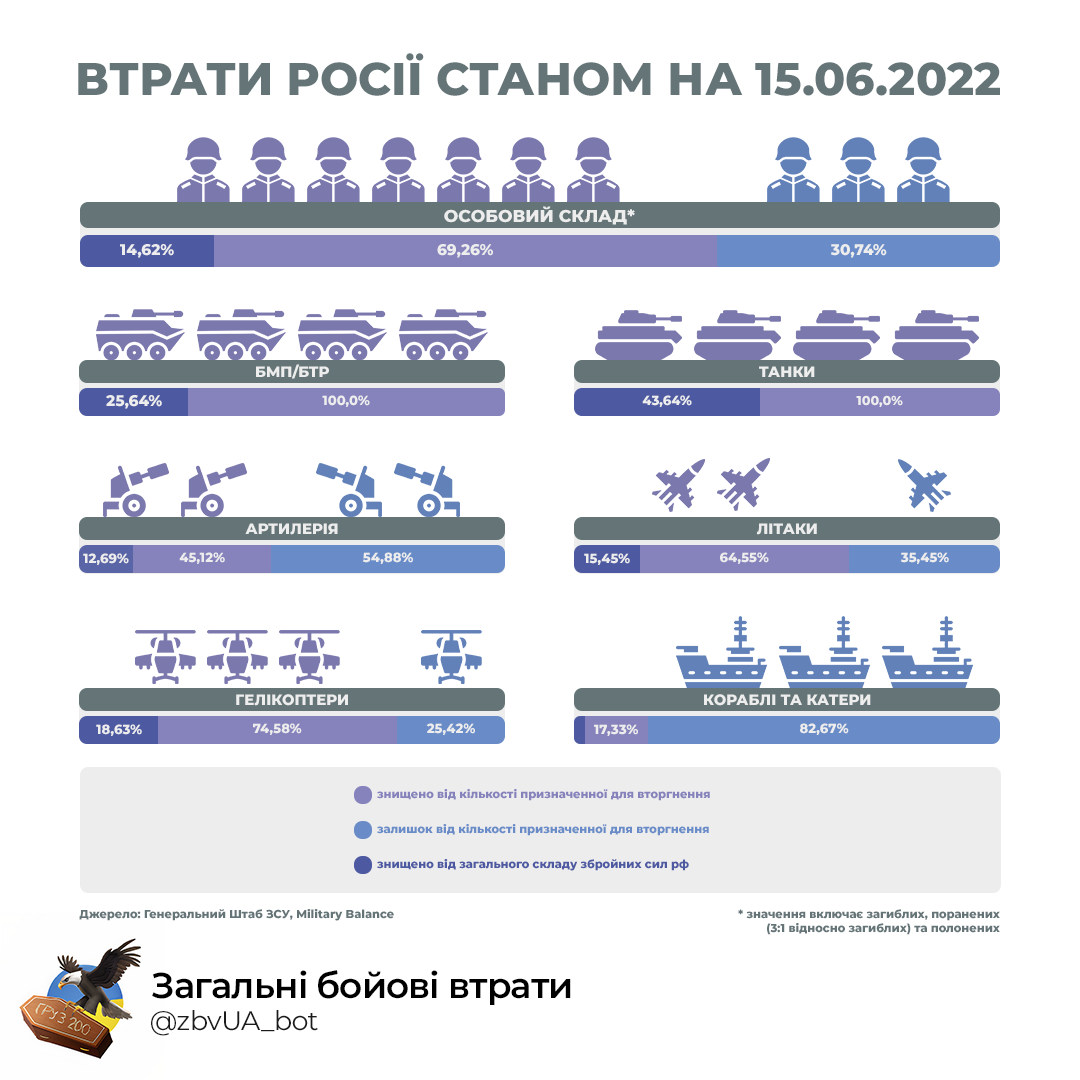 ВТРАТИ РОСІЇ СТАНОМ НА 15.06.2022
ОСОБОВИЙ СКЛАД*
14,62% 69,26% 30,74%
БМП/БТР
25,64% 100,0%
ТАНКИ
43,64% 100,0%
АРТИЛЕРІЯ
12,69% 45,12% 54,88%
ЛІТАКИ
15,45% 64,55% 35,45%
ГЕЛІКОПТЕРИ
18,63% 74,58% 25,42%
КОРАБЛІ ТА КАТЕРИ
17,33% 82,67%
знищено від кількості призначенної для вторгнення
залишок від кількості призначенної для вторгнення
знищено від загального складу збройних сил рф
Джерело: Генеральний Штаб ЗСУ, Military Balance
* значення включає загиблих, поранених
(3:1 відносно загиблих) та полонених
ГРУЗ 200
Загальні бойові втрати
@zbvUA_bot